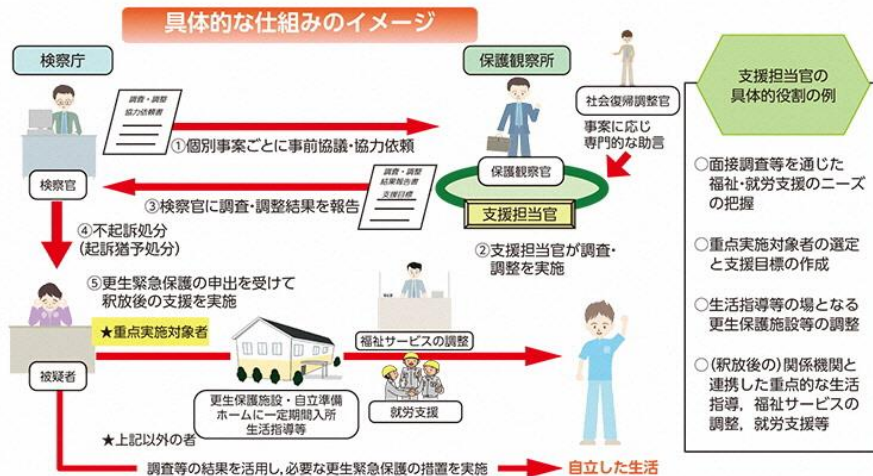 具体的な仕組みのイメージ
検察庁
保護観察所
調査・調整
協力依頼書
①個別事案ごとに事前協議・協力依頼
社会復帰調整官
事案に応じ
専門的な助言
検察官
調査・調整
結果報告書
支援目標
保護観察官
支援担当官
③検察官に調査・調整結果を報告
④不起訴処分
(起訴猶予処分)
②支援担当官が調査・
調整を実施
⑤更生緊急保護の申出を受けて
釈放後の支援を実施
★重点実施対象者
福祉サービスの調整
被疑者
更生保護施設・自立準備
ホームに一定期間入所
生活指導等
就労支援
★上記以外の者
調査等の結果を活用し,必要な更生緊急保護の措置を実施
自立した生活
支援担当官の
具体的役割の例
○面接調査等を通じた
福祉・就労支援のニーズ
の把握
○重点実施対象者の選定
と支援目標の作成
○生活指導等の場となる
更生保護施設等の調整
○(釈放後の)関係機関と
連携した重点的な生活
指導,福祉サービスの
調整,就労支援等